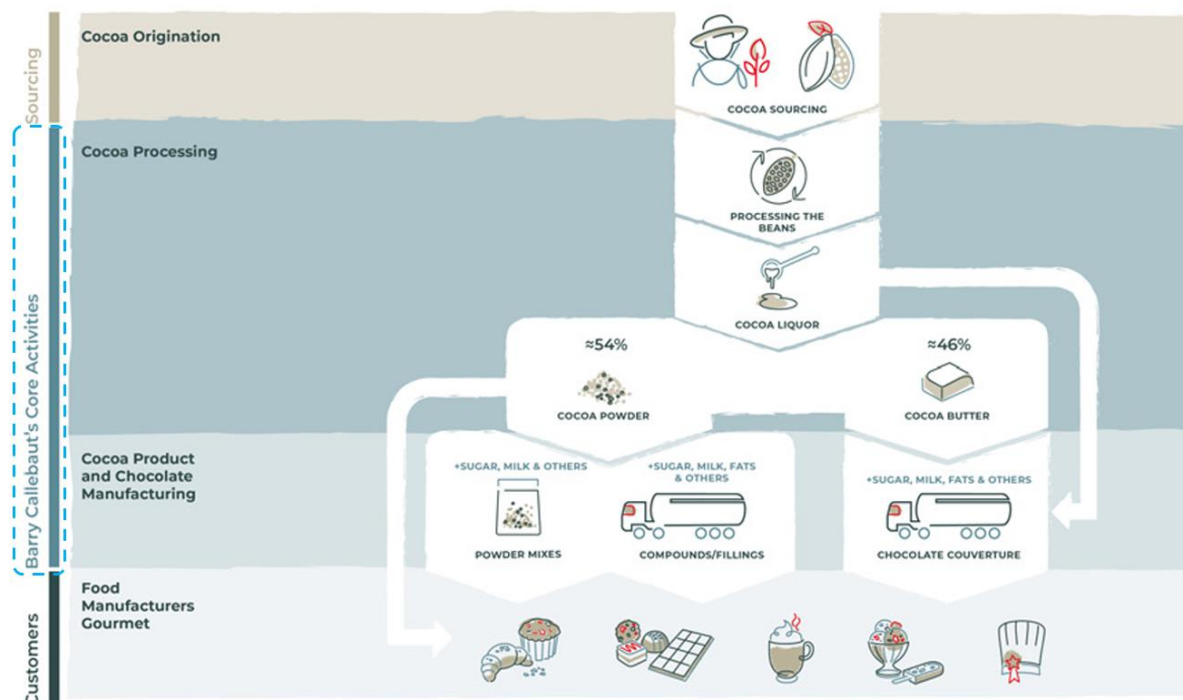 Sourcing
Cocoa Origination
COCOA SOURCING
Barry Callebaut's Core Activities
Cocoa Processing
PROCESSING THE
BEANS
COCOA LIQUOR
≈54%
COCOA POWDER
≈46%
COCOA BUTTER
Cocoa Product
and Chocolate
Manufacturing
+SUGAR, MILK & OTHERS
POWDER MIXES
+SUGAR, MILK, FATS
& OTHERS
COMPOUNDS/FILLINGS
+SUGAR, MILK, FATS & OTHERS
CHOCOLATE COUVERTURE
Customers
Food
Manufacturers
Gourmet